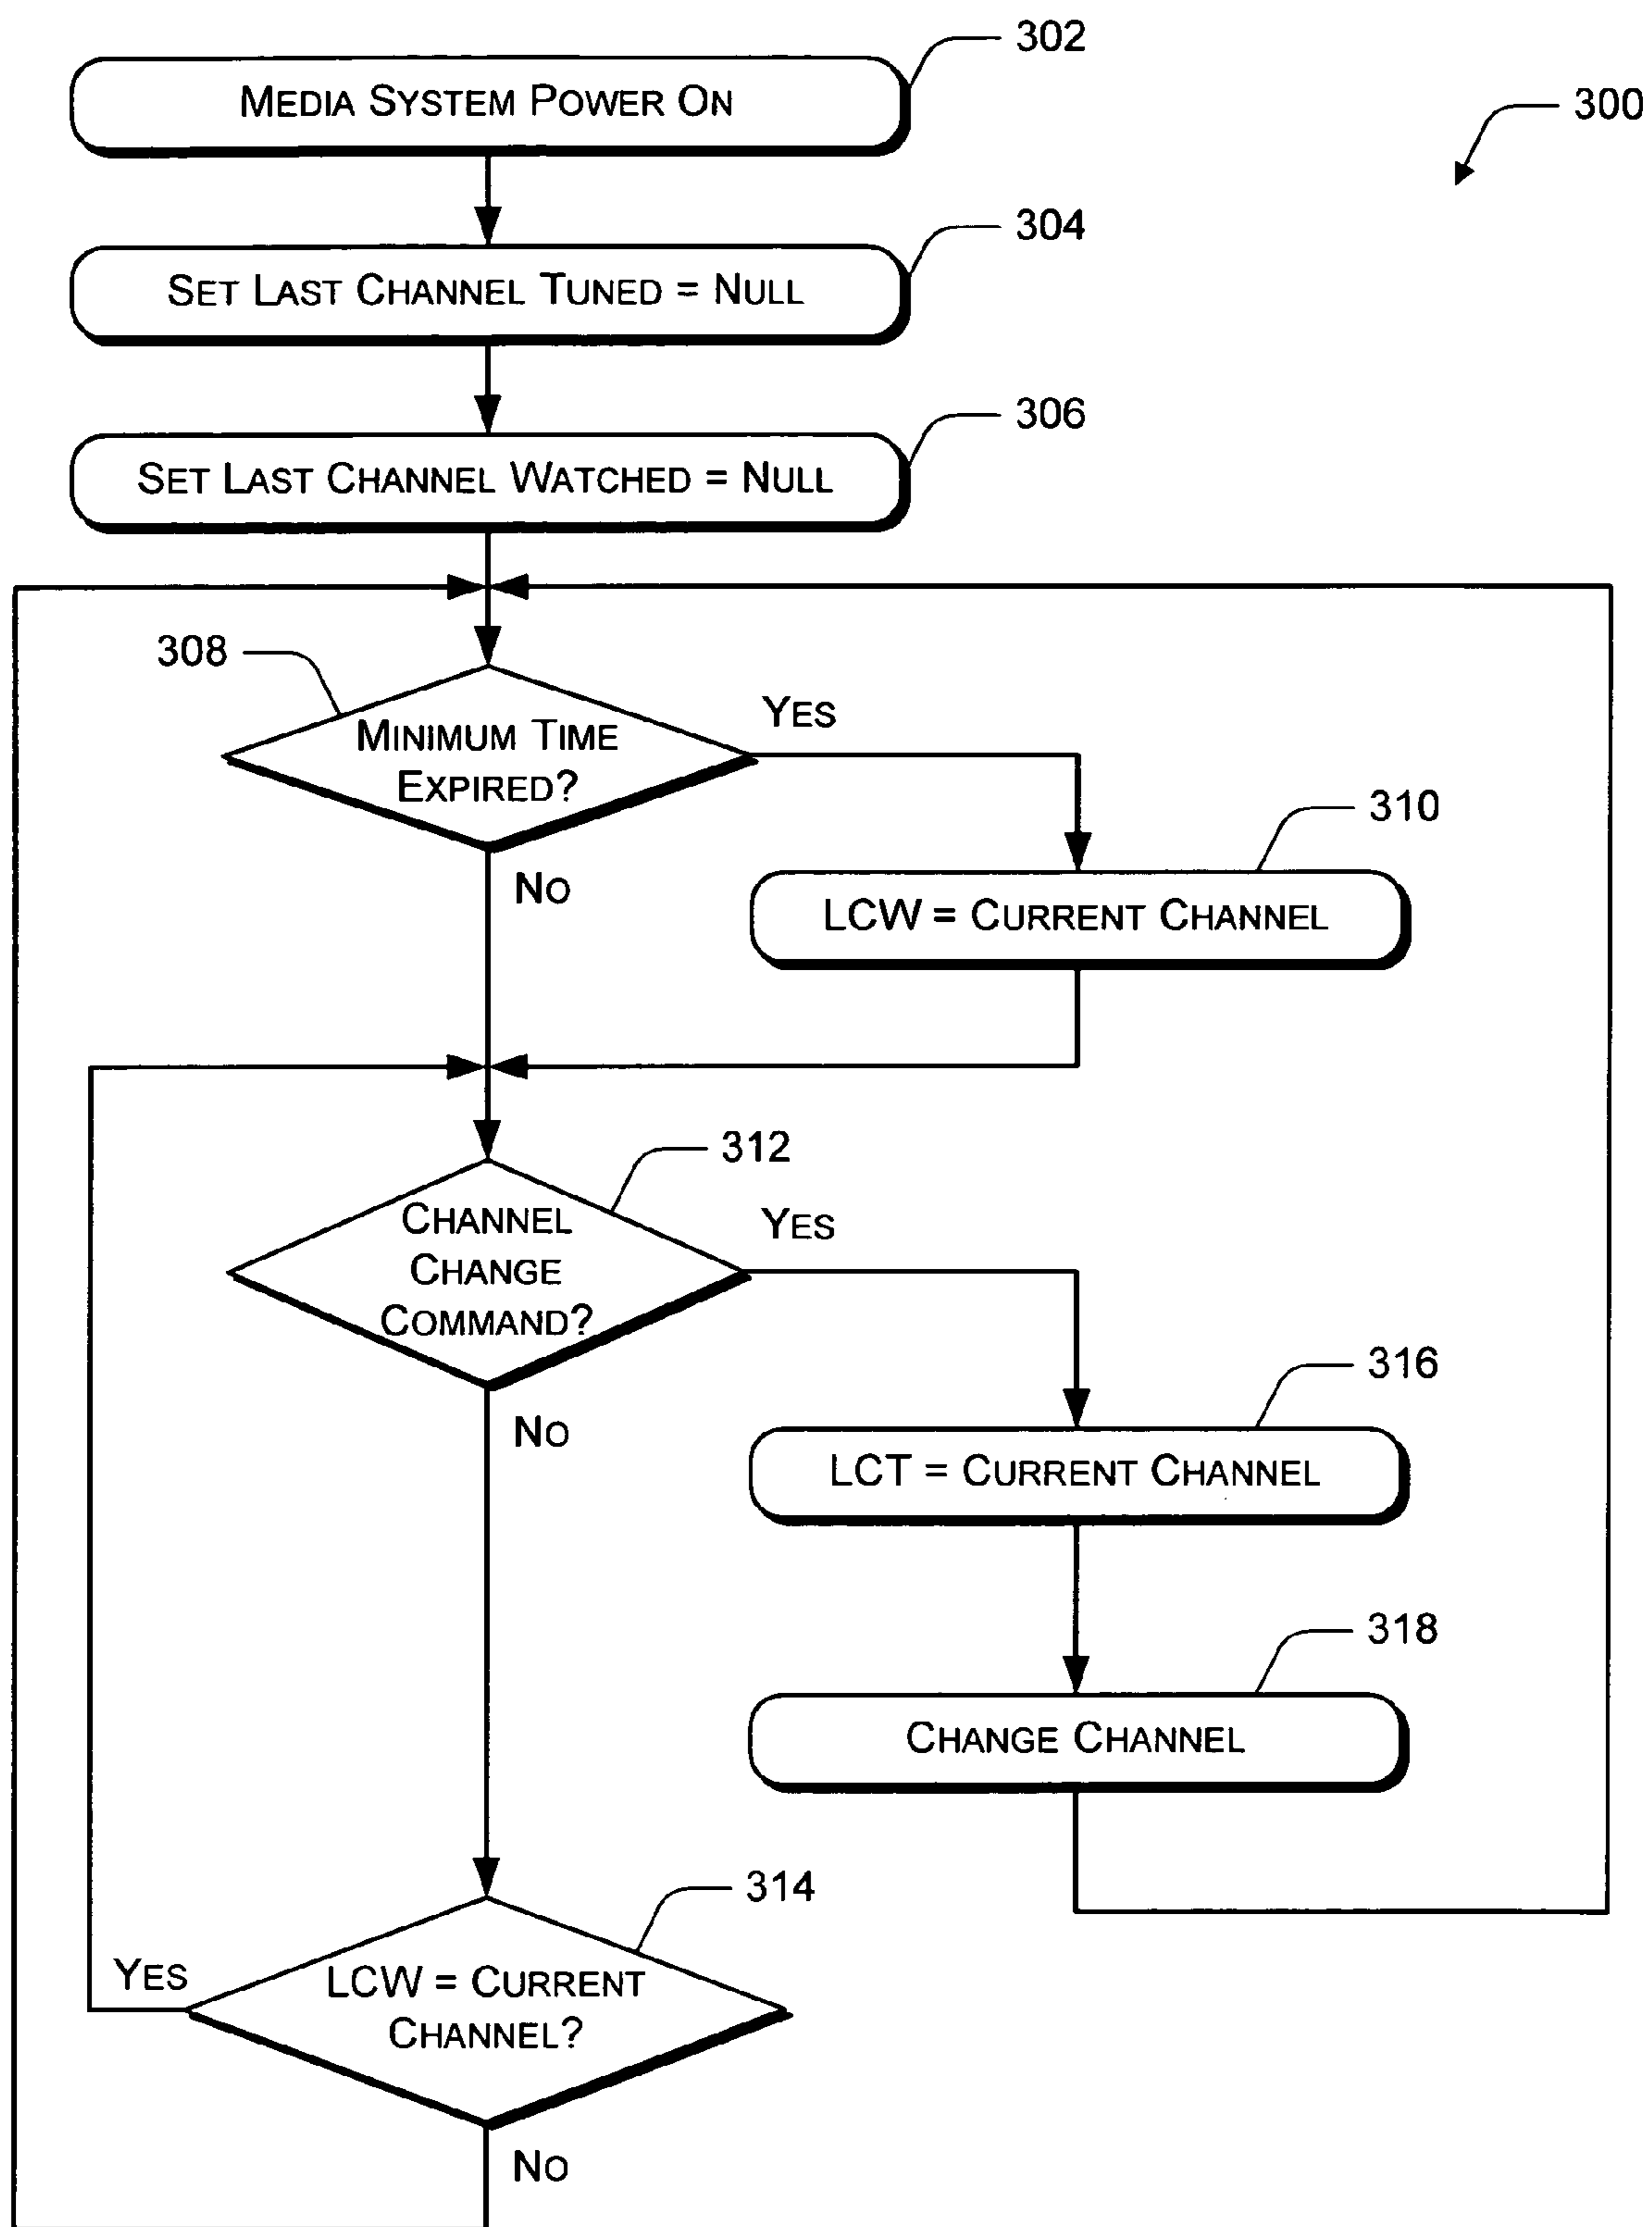 302
MEDIA SYSTEM POWER ON
300
304
SET LAST CHANNEL TUNED = NULL
306
SET LAST CHANNEL WATCHED = NULL
308
MINIMUM TIME
EXPIRED?
YES
310
NO
LCW = CURRENT CHANNEL
312
CHANNEL
CHANGE
COMMAND?
YES
316
NO
LCT = CURRENT CHANNEL
318
CHANGE CHANNEL
314
YES
LCW = CURRENT
CHANNEL?
NO